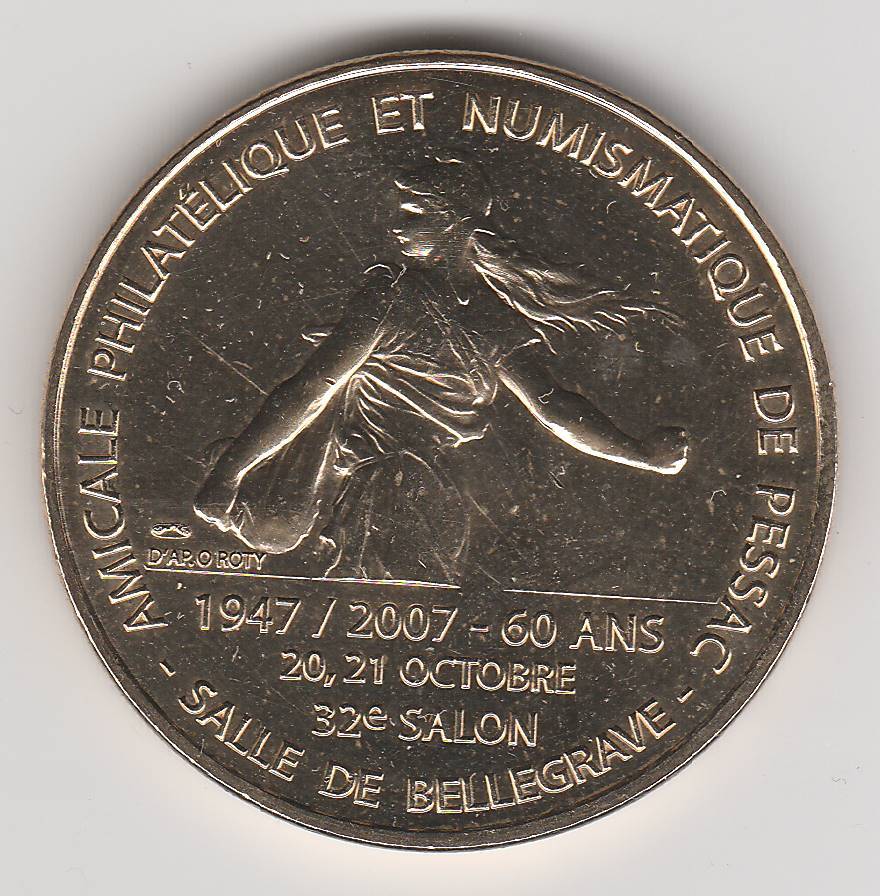 AMICALE PHILATÉLIQUE ET NUMISMATIQUE DE PESSAC
D'AP. O ROTY
1947 / 2007 - 60 ANS
20, 21 OCTOBRE
32e SALON
- SALLE DE BELLEGRAVE -